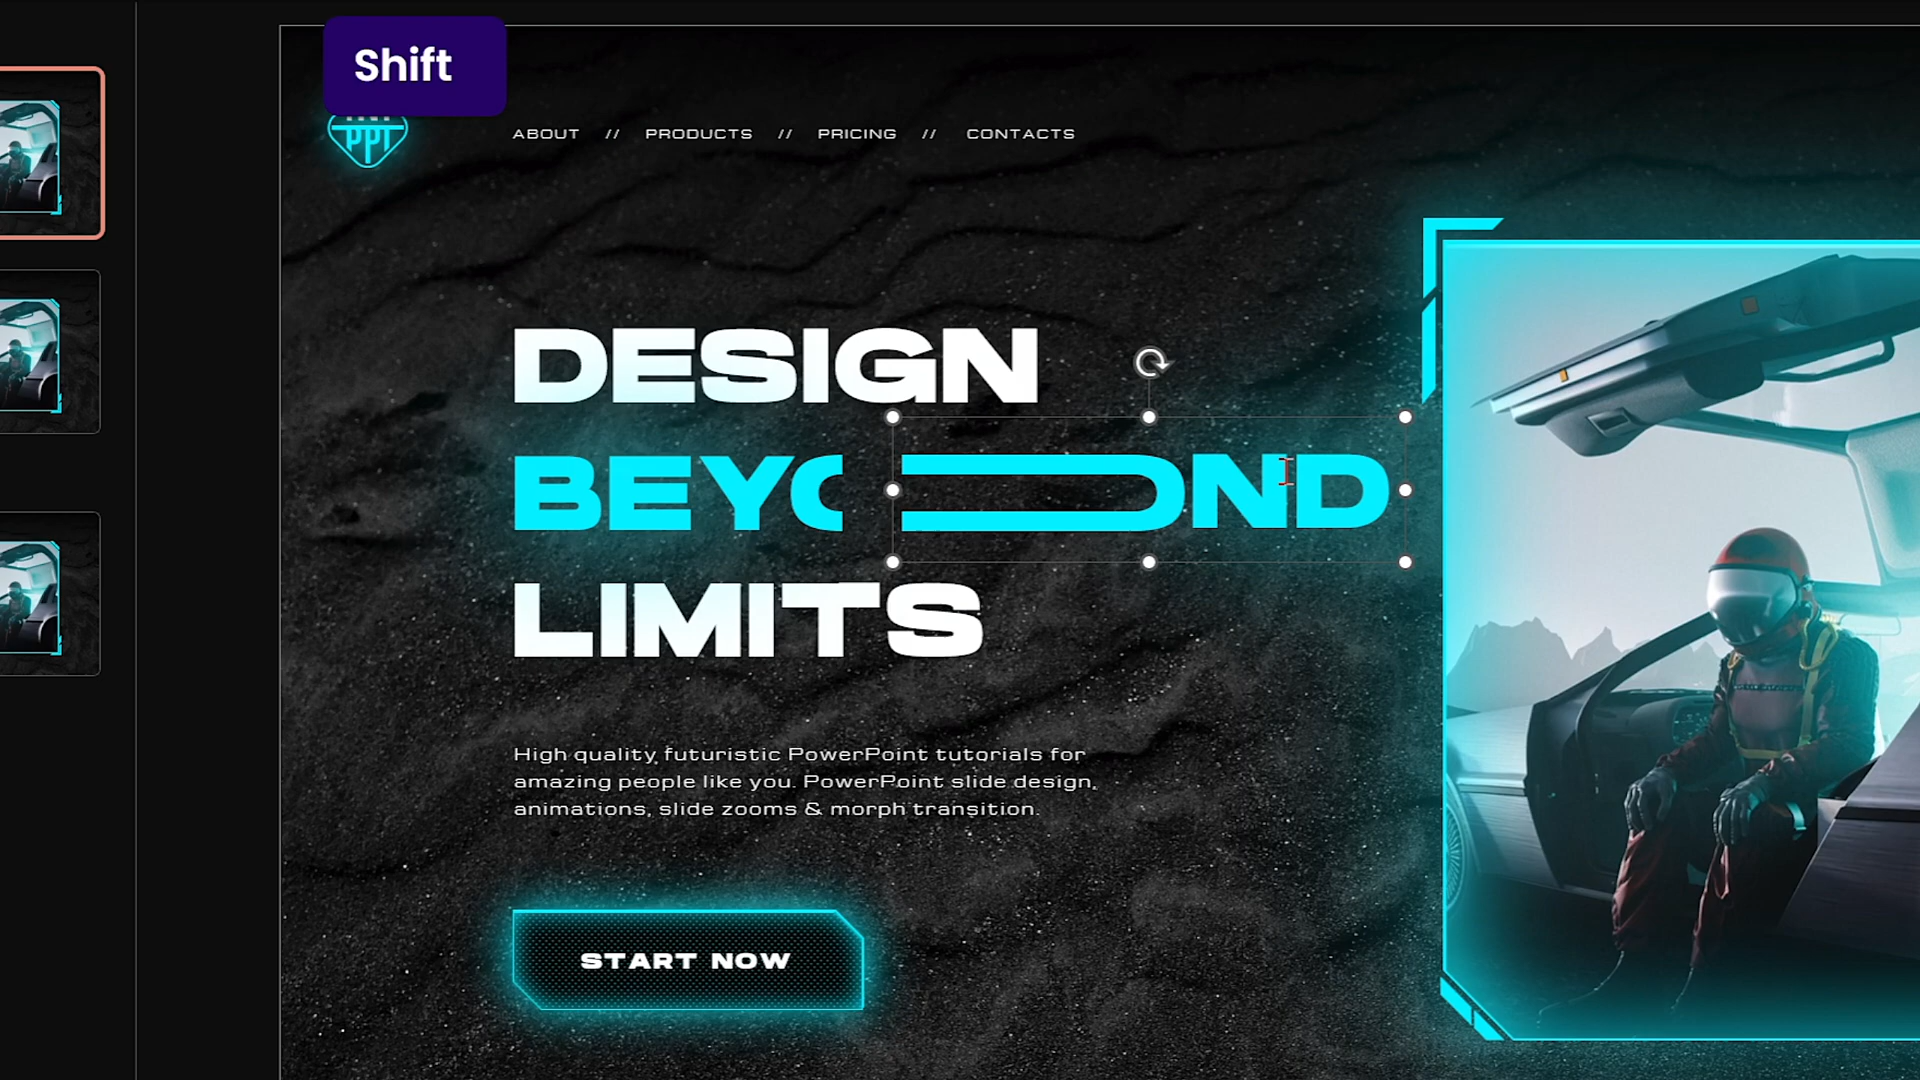 Shift
PPT
ABOUT // PRODUCTS // PRICING // CONTACTS
DESIGN
BEYOND
LIMITS
High quality futuristic PowerPoint tutorials for
amazing people like you. PowerPoint slide design,
animations, slide zooms & morph transition.
START NOW